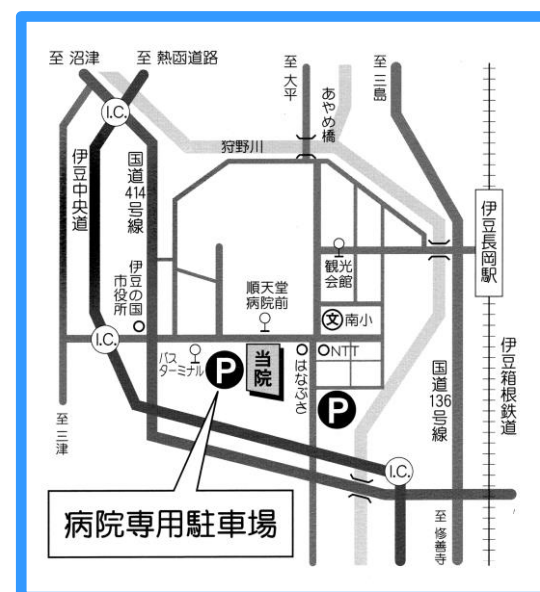 至 沼津
至 熱函道路
至 大平
あやめ橋
至 三島
I.C.
狩野川
伊豆中央道
国道414号線
伊豆長岡駅
観光
会館
伊豆の国
市役所
順天堂
病院前
文 南小
I.C.
バス
ターミナル
P
当院
はなぶさ
NTT
P
国道136号線
伊豆箱根鉄道
至 三津
I.C.
病院専用駐車場
至 修善寺